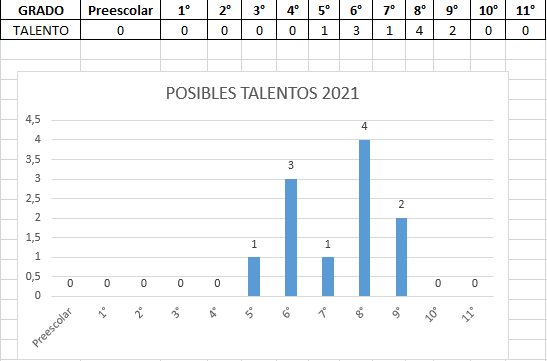 GRADO Preescolar 1° 2° 3° 4° 5° 6° 7° 8° 9° 10° 11°
TALENTO 0 0 0 0 0 1 3 1 4 2 0 0
POSIBLES TALENTOS 2021
4,5
4
3,5
3
2,5
2
1,5
1
0,5
0
0 0 0 0 0 1 3 1 4 2 0 0
Preescolar 1° 2° 3° 4° 5° 6° 7° 8° 9° 10° 11°